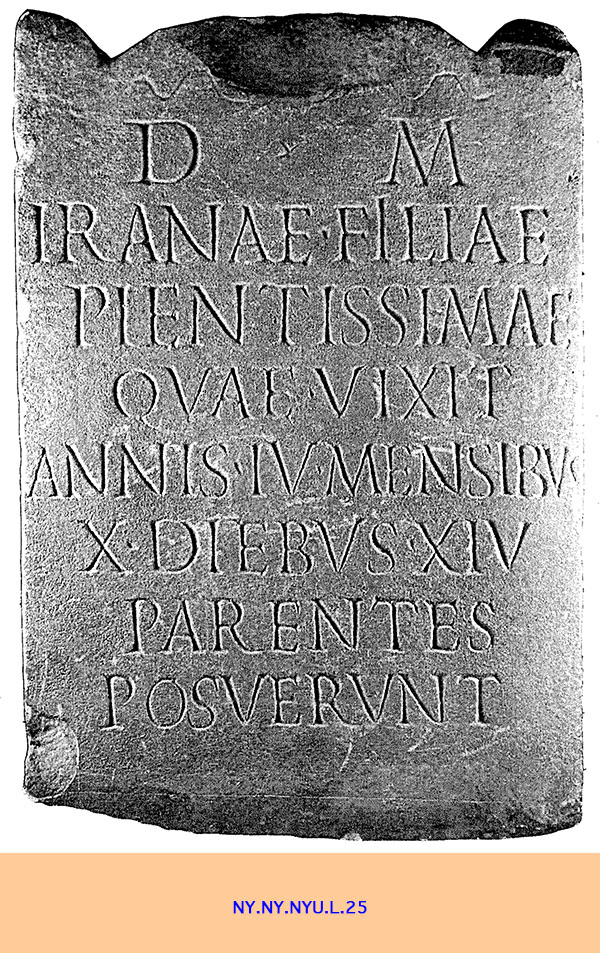 D · M
IRANAE·FILIAE
PIENTISSIMAE
QVAE·VIXIT
ANNIS·IV·MENSIBVS
X·DIEBVS·XIV
PARENTES
POSVERVNT
NY.NY.NYU.L.25